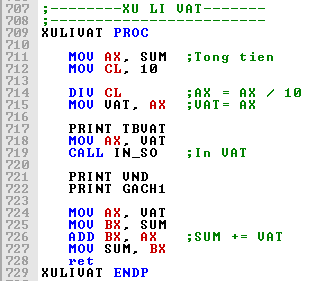 707 ;---------XU LI VAT--------
708 ;---------------------------
709 XULIVAT PROC
710
711 MOV AX, SUM ;Tong tien
712 MOV CL, 10
713
714 DIV CL ;AX = AX / 10
715 MOV VAT, AX ;VAT= AX
716
717 PRINT TBVAT
718 MOV AX, VAT
719 CALL IN_SO ;In VAT
720
721 PRINT VND
722 PRINT GACH1
723
724 MOV AX, VAT
725 MOV BX, SUM
726 ADD BX, AX ;SUM += VAT
727 MOV SUM, BX
728 ret
729 XULIVAT ENDP